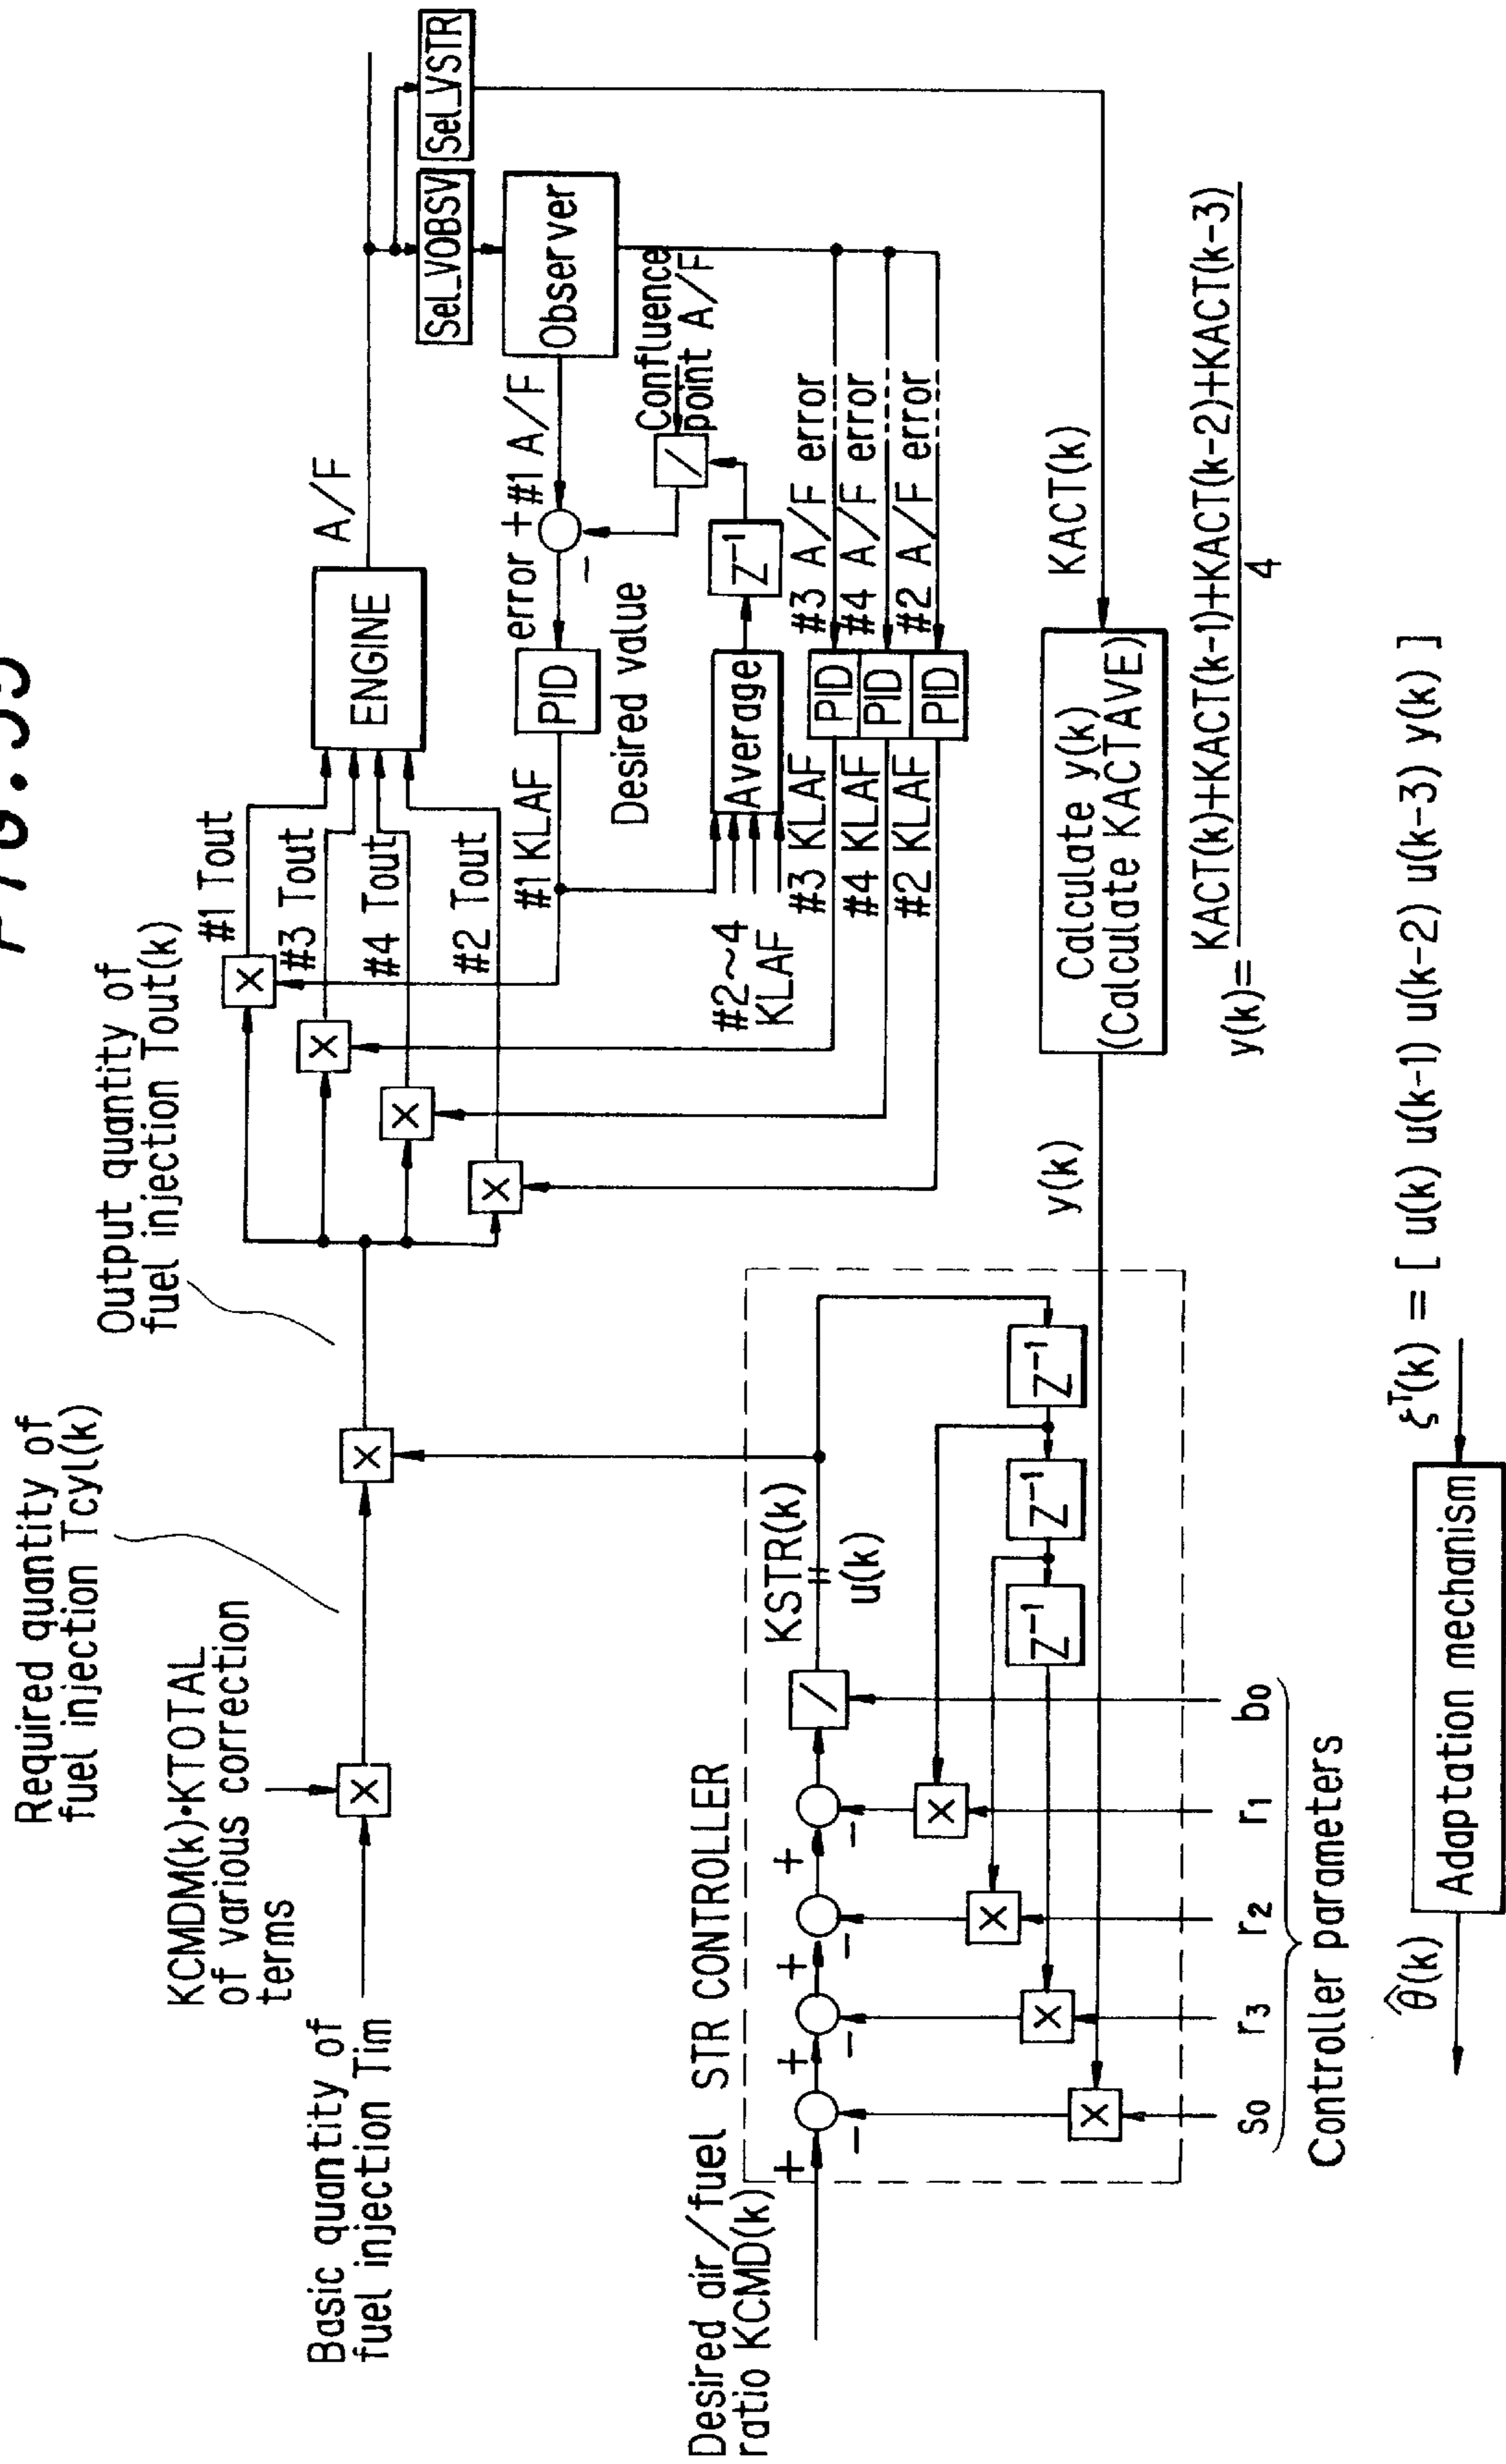 Required quantity of
fuel injection Tcyl(k)
Output quantity of
fuel injection Tout(k)
KCMDM(k)•KTOTAL
of various correction
terms
Basic quantity of
fuel injection Tim
×
×
×
×
×
×
#1 Tout
#3 Tout
#4 Tout
#2 Tout
ENGINE
A/F
Sel_VOBSV
Sel_VSTR
Observer
#1 A/F
error
+
−
PID
#1 KLAF
Desired value
Confluence
point A/F
/
Z⁻¹
Average
#2~4
KLAF
#3 KLAF
#4 KLAF
#2 KLAF
PID
PID
PID
#3 A/F error
#4 A/F error
#2 A/F error
KACT(k)
Calculate y(k)
(Calculate KACTAVE)
y(k)= KACT(k)+KACT(k-1)+KACT(k-2)+KACT(k-3)
4
y(k)
Desired air/fuel
ratio KCMD(k)
STR CONTROLLER
+
−
+
−
+
−
+
−
/
KSTR(k)
u(k)
Z⁻¹
Z⁻¹
Z⁻¹
×
×
×
×
s₀
r₃
r₂
r₁
b₀
Controller parameters
θ̂(k)
Adaptation mechanism
ξᵀ(k) = [ u(k) u(k-1) u(k-2) u(k-3) y(k) ]